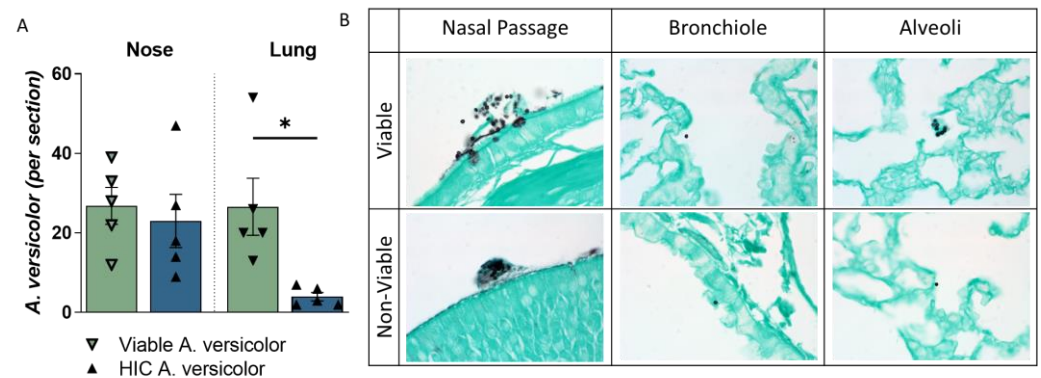 A
B
Nose
Lung
A. versicolor (per section)
60
40
20
0
*
Viable A. versicolor
HIC A. versicolor
Nasal Passage
Bronchiole
Alveoli
Viable
Non-Viable